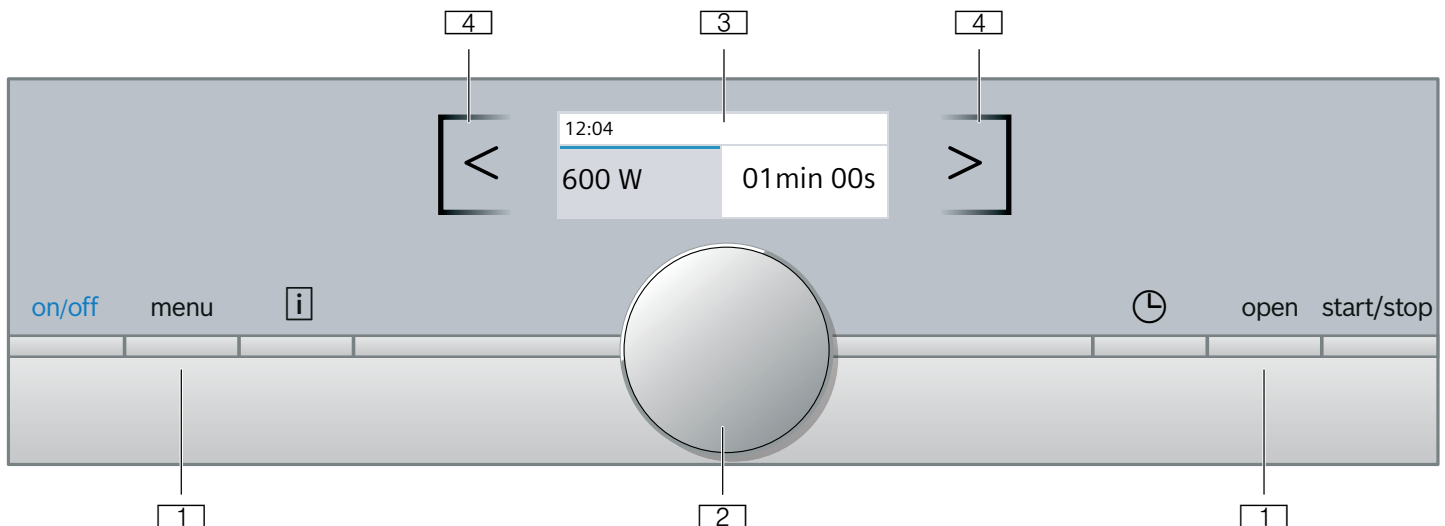 4 3 4
12:04
< 600 W 01min 00s >
on/off menu i open start/stop
1 2 1